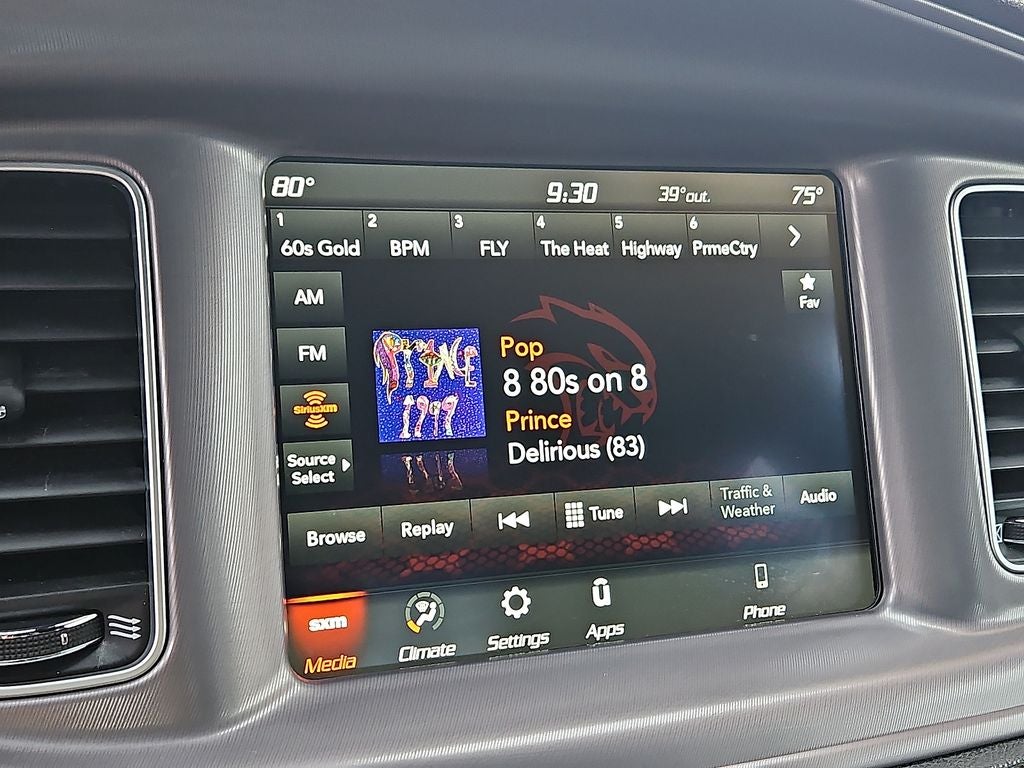 80° 9:30 39°out. 75°
1 2 3 4 5 6
60s Gold BPM FLY The Heat Highway PrmeCtry
AM
Fav
FM
PRINCE
1999
Pop
8 80s on 8
SiriusXM
Prince
Delirious (83)
Source
Select
Browse Replay Tune Traffic &
Weather Audio
sxm
Media Climate Settings Apps Phone